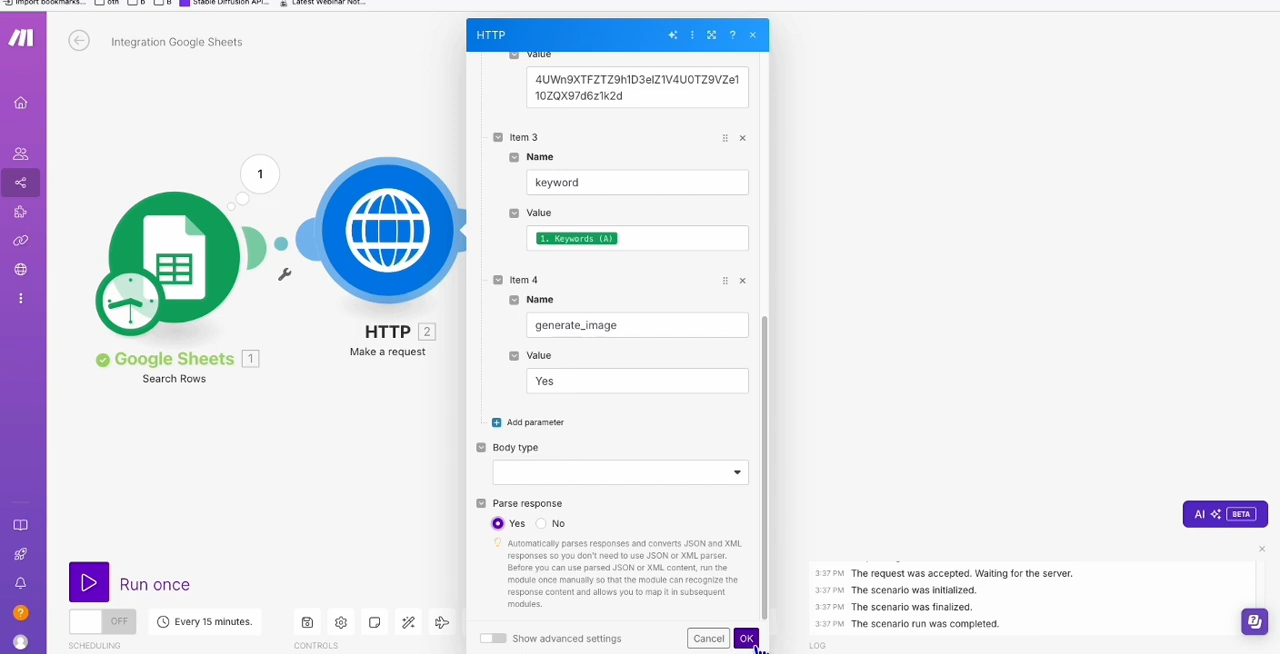 Import bookmarks...
oth
b
B
Stable Diffusion API...
Latest Webinar Not...
Integration Google Sheets
HTTP
?
Value
4UWn9XTFZTZ9h1D3elZ1V4U0TZ9VZe1
10ZQX97d6z1k2d
Item 3
Name
keyword
Value
1. Keywords (A)
Item 4
Name
generate_image
Value
Yes
Add parameter
Body type
Parse response
Yes
No
Automatically parses responses and converts JSON and XML
responses so you don't need to use JSON or XML parser.
Before you can use parsed JSON or XML content, run the
module once manually so that the module can recognize the
response content and allows you to map it in subsequent
modules.
Show advanced settings
Cancel
OK
1
Google Sheets 1
Search Rows
HTTP 2
Make a request
Run once
OFF
Every 15 minutes.
SCHEDULING
CONTROLS
AI BETA
3:37 PM The request was accepted. Waiting for the server.
3:37 PM The scenario was initialized.
3:37 PM The scenario was finalized.
3:37 PM The scenario run was completed.
LOG